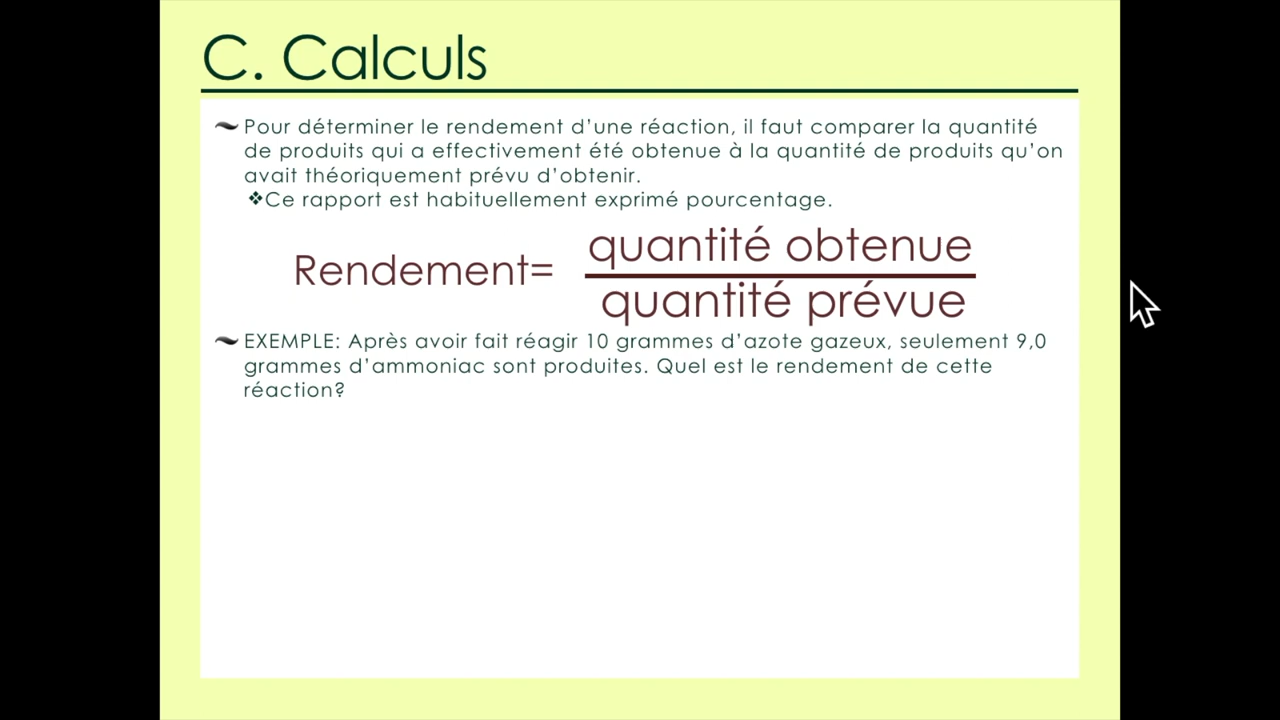 C. Calculs
Pour déterminer le rendement d’une réaction, il faut comparer la quantité
de produits qui a effectivement été obtenue à la quantité de produits qu’on
avait théoriquement prévu d’obtenir.
❖Ce rapport est habituellement exprimé pourcentage.
quantité obtenue
Rendement=
quantité prévue
EXEMPLE: Après avoir fait réagir 10 grammes d’azote gazeux, seulement 9,0
grammes d’ammoniac sont produites. Quel est le rendement de cette
réaction?